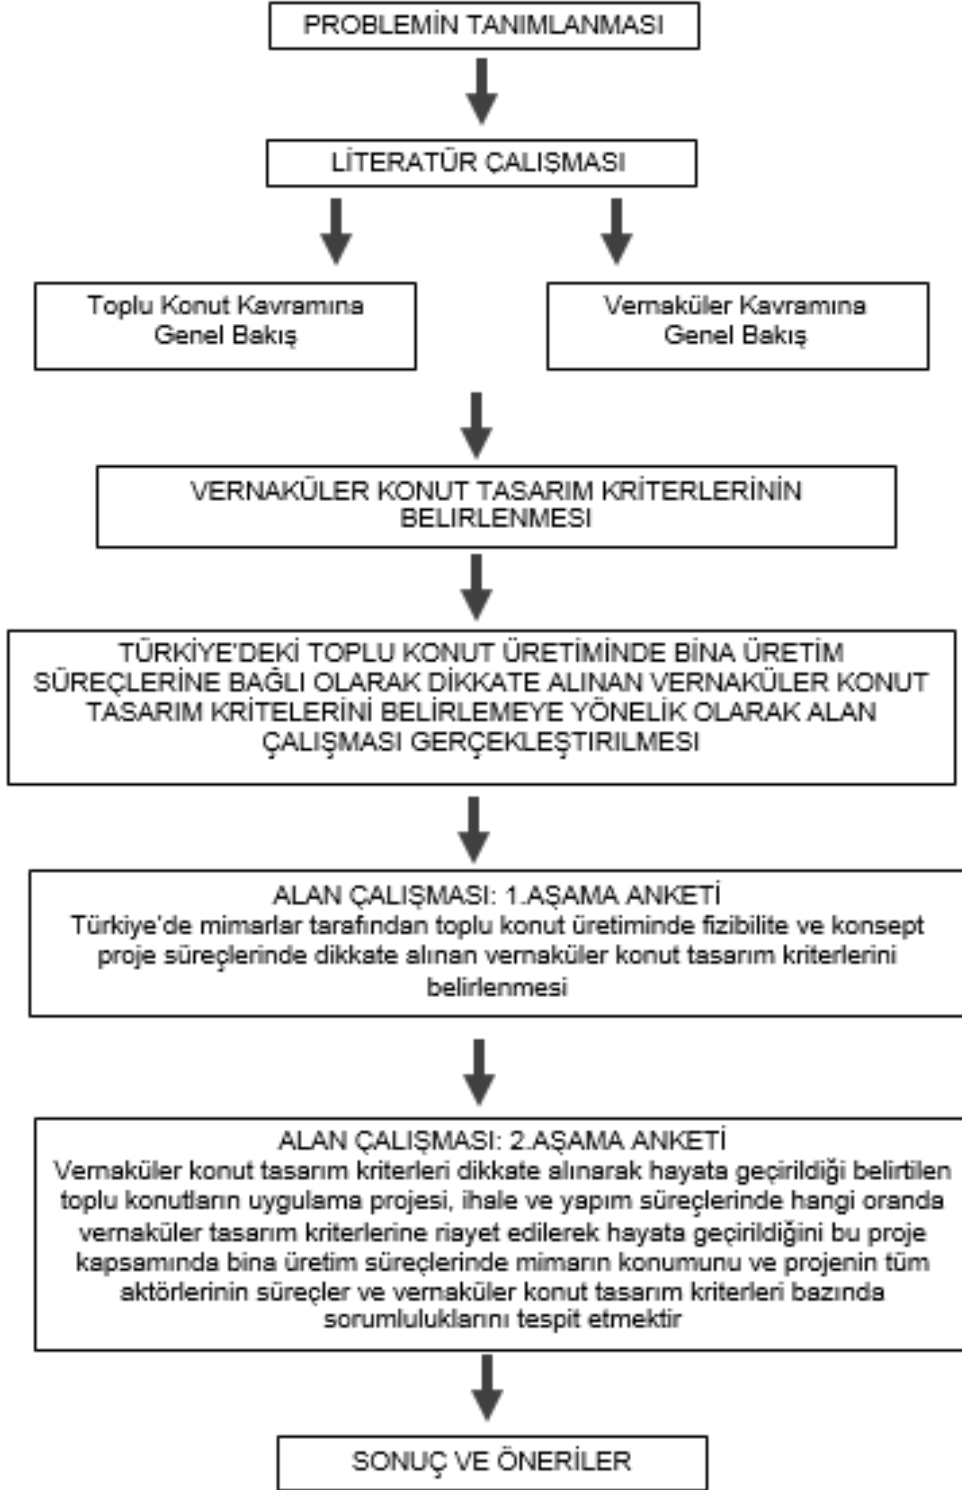 PROBLEMİN TANIMLANMASI
LİTERATÜR ÇALIŞMASI
Toplu Konut Kavramına
Genel Bakış
Vernaküler Kavramına
Genel Bakış
VERNAKÜLER KONUT TASARIM KRİTERLERİNİN
BELIRLENMESI
TÜRKİYE'DEKİ TOPLU KONUT ÜRETİMİNDE BİNA ÜRETİM
SÜREÇLERİNE BAĞLI OLARAK DİKKATE ALINAN VERNAKÜLER KONUT
TASARIM KRİTELERİNİ BELİRLEMEYE YÖNELİK OLARAK ALAN
ÇALIŞMASI GERÇEKLEŞTIRILMESI
ALAN ÇALIŞMASI: 1.AŞAMA ANKETİ
Türkiye'de mimarlar tarafından toplu konut üretiminde fizibilite ve konsept
proje süreçlerinde dikkate alınan vernaküler konut tasarım kriterlerini
belirlenmesi
ALAN ÇALIŞMASI: 2.AŞAMA ANKETİ
Vernaküler konut tasarım kriterleri dikkate alınarak hayata geçirildiği belirtilen
toplu konutların uygulama projesi, ihale ve yapım süreçlerinde hangi oranda
vernaküler tasarım kriterlerine riayet edilerek hayata geçirildiğini bu proje
kapsamında bina üretim süreçlerinde mimarın konumunu ve projenin tüm
aktörlerinin süreçler ve vernaküler konut tasarım kriterleri bazında
sorumluluklarını tespit etmektir
SONUÇ VE ÖNERİLER